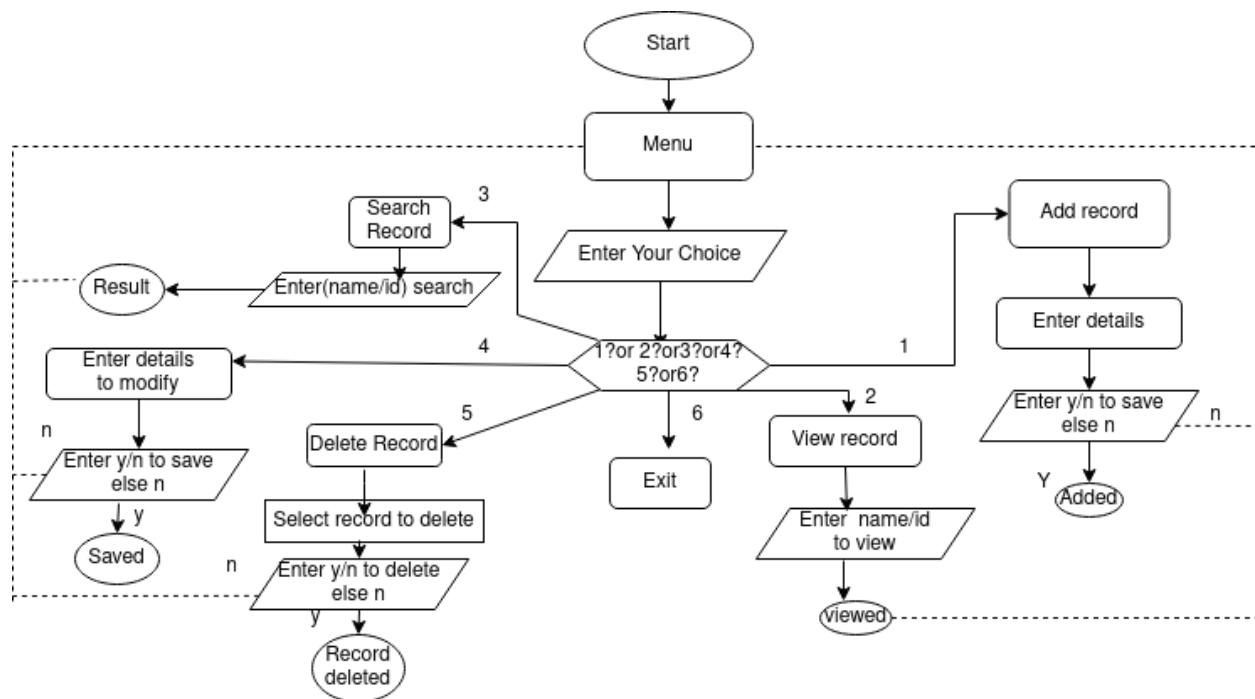 Start
Menu
3
Search
Record
Add record
Enter Your Choice
Result
Enter(name/id) search
Enter details
1?or 2?or3?or4?
5?or6?
4
1
Enter details
to modify
Enter y/n to save
else n
n
5
6
2
n
Delete Record
View record
Enter y/n to save
else n
Exit
Y
Added
y
Select record to delete
Enter name/id
to view
Saved
n
Enter y/n to delete
else n
y
viewed
Record
deleted